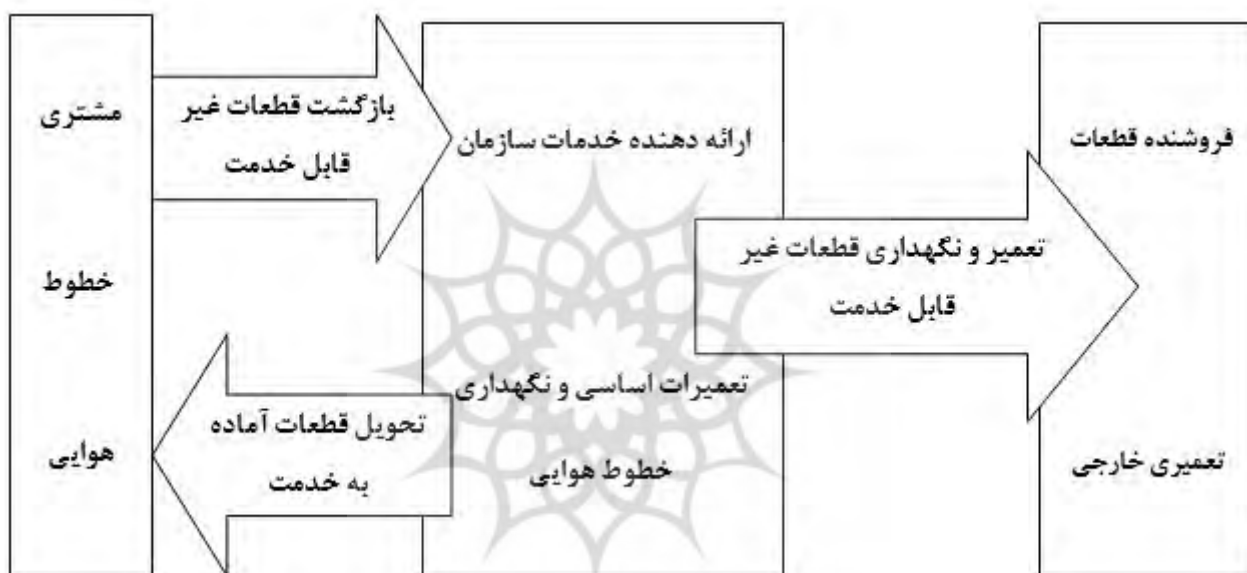 مشتری
خطوط
هوایی
بازگشت قطعات غیر
قابل خدمت
تحویل قطعات آماده
به خدمت
ارائه دهنده خدمات سازمان
تعمیرات اساسی و نگهداری
خطوط هوایی
تعمیر و نگهداری قطعات غیر
قابل خدمت
فروشنده قطعات
تعمیری خارجی